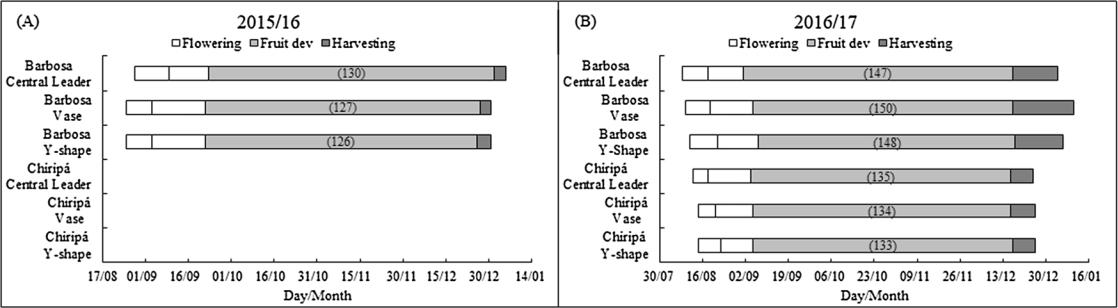 (A)
2015/16
Flowering Fruit dev Harvesting
Barbosa
Central Leader
(130)
Barbosa
Vase
(127)
Barbosa
Y-shape
(126)
Chiripá
Central Leader
Chiripá
Vase
Chiripá
Y-shape
17/08 01/09 16/09 01/10 16/10 31/10 15/11 30/11 15/12 30/12 14/01
Day/Month
(B)
2016/17
Flowering Fruit dev Harvesting
Barbosa
Central Leader
(147)
Barbosa
Vase
(150)
Barbosa
Y-Shape
(148)
Chiripá
Central Leader
(135)
Chiripá
Vase
(134)
Chiripá
Y-shape
(133)
30/07 16/08 02/09 19/09 06/10 23/10 09/11 26/11 13/12 30/12 16/01
Day/Month